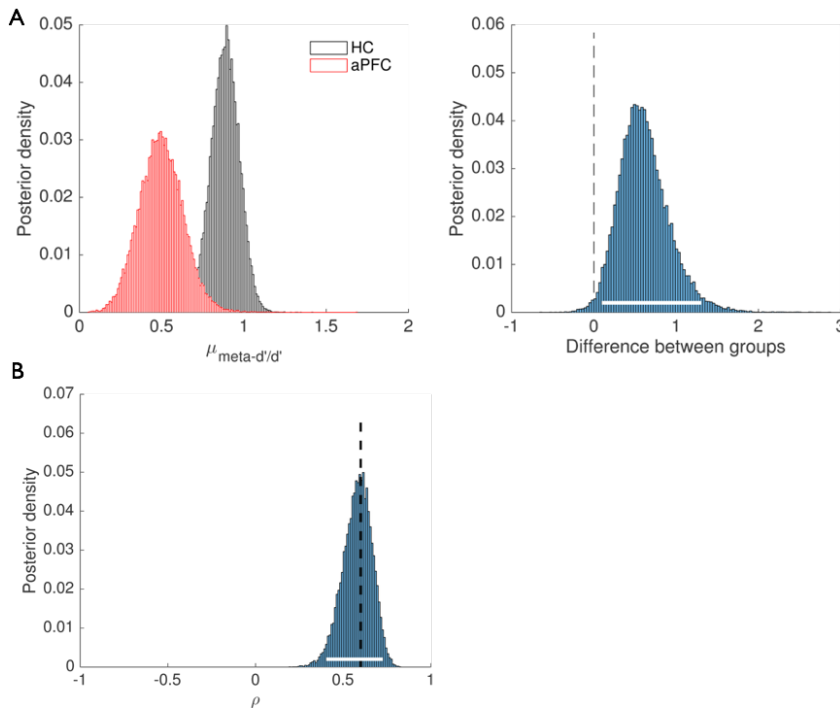 A
0.05
0.04
0.03
0.02
0.01
0
Posterior density
0 0.5 1 1.5 2
μmeta-d'/d'
HC
aPFC
0.06
0.05
0.04
0.03
0.02
0.01
0
Posterior density
-1 0 1 2 3
Difference between groups
B
0.07
0.06
0.05
0.04
0.03
0.02
0.01
0
Posterior density
-1 -0.5 0 0.5 1
ρ